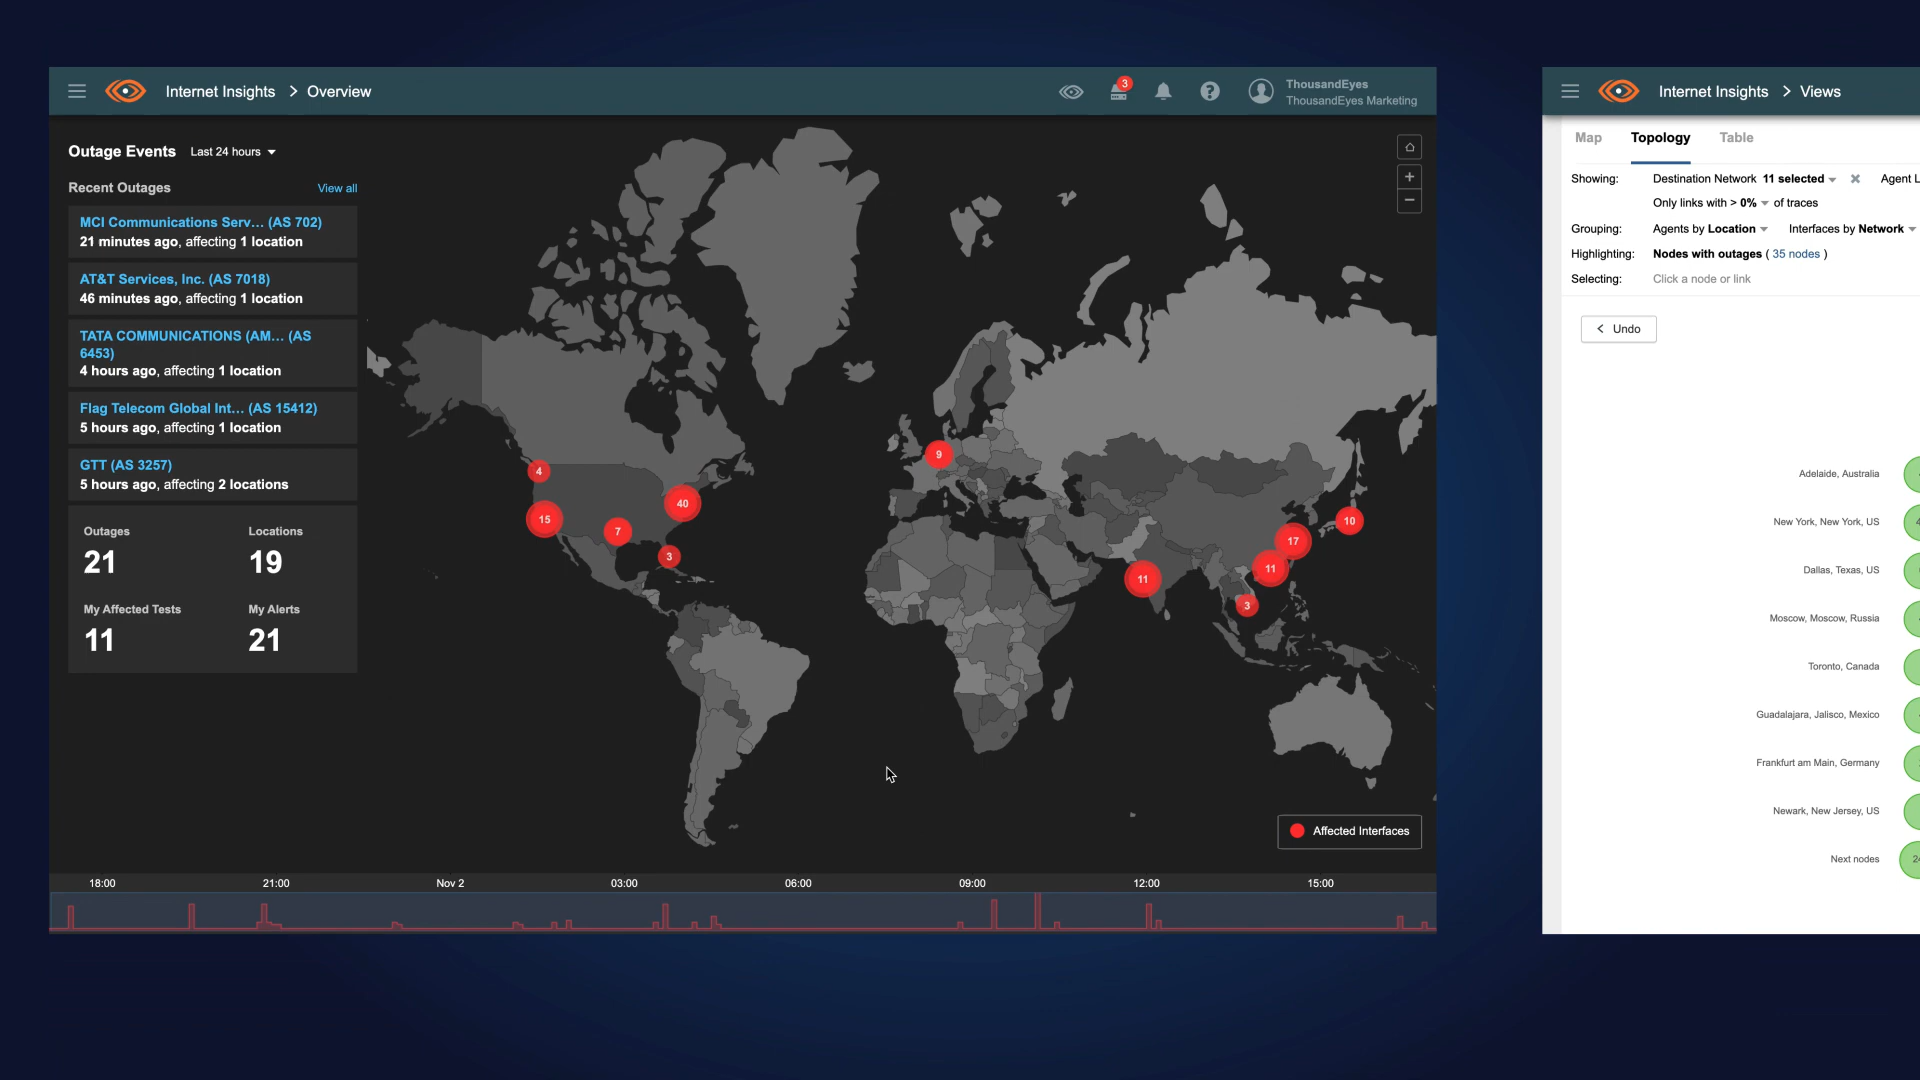 Internet Insights > Overview
3
ThousandEyes
ThousandEyes Marketing
Outage Events Last 24 hours
Recent Outages View all
MCI Communications Serv... (AS 702)
21 minutes ago, affecting 1 location
AT&T Services, Inc. (AS 7018)
46 minutes ago, affecting 1 location
TATA COMMUNICATIONS (AM... (AS
6453)
4 hours ago, affecting 1 location
Flag Telecom Global Int... (AS 15412)
5 hours ago, affecting 1 location
GTT (AS 3257)
5 hours ago, affecting 2 locations
Outages Locations
21 19
My Affected Tests My Alerts
11 21
9
4
40
15
7
3
10
17
11
11
3
Affected Interfaces
18:00 21:00 Nov 2 03:00 06:00 09:00 12:00 15:00
Internet Insights > Views
Map Topology Table
Showing: Destination Network 11 selected Agent L
Only links with > 0% of traces
Grouping: Agents by Location Interfaces by Network
Highlighting: Nodes with outages ( 35 nodes )
Selecting: Click a node or link
< Undo
Adelaide, Australia
New York, New York, US
Dallas, Texas, US
Moscow, Moscow, Russia
Toronto, Canada
Guadalajara, Jalisco, Mexico
Frankfurt am Main, Germany
Newark, New Jersey, US
Next nodes